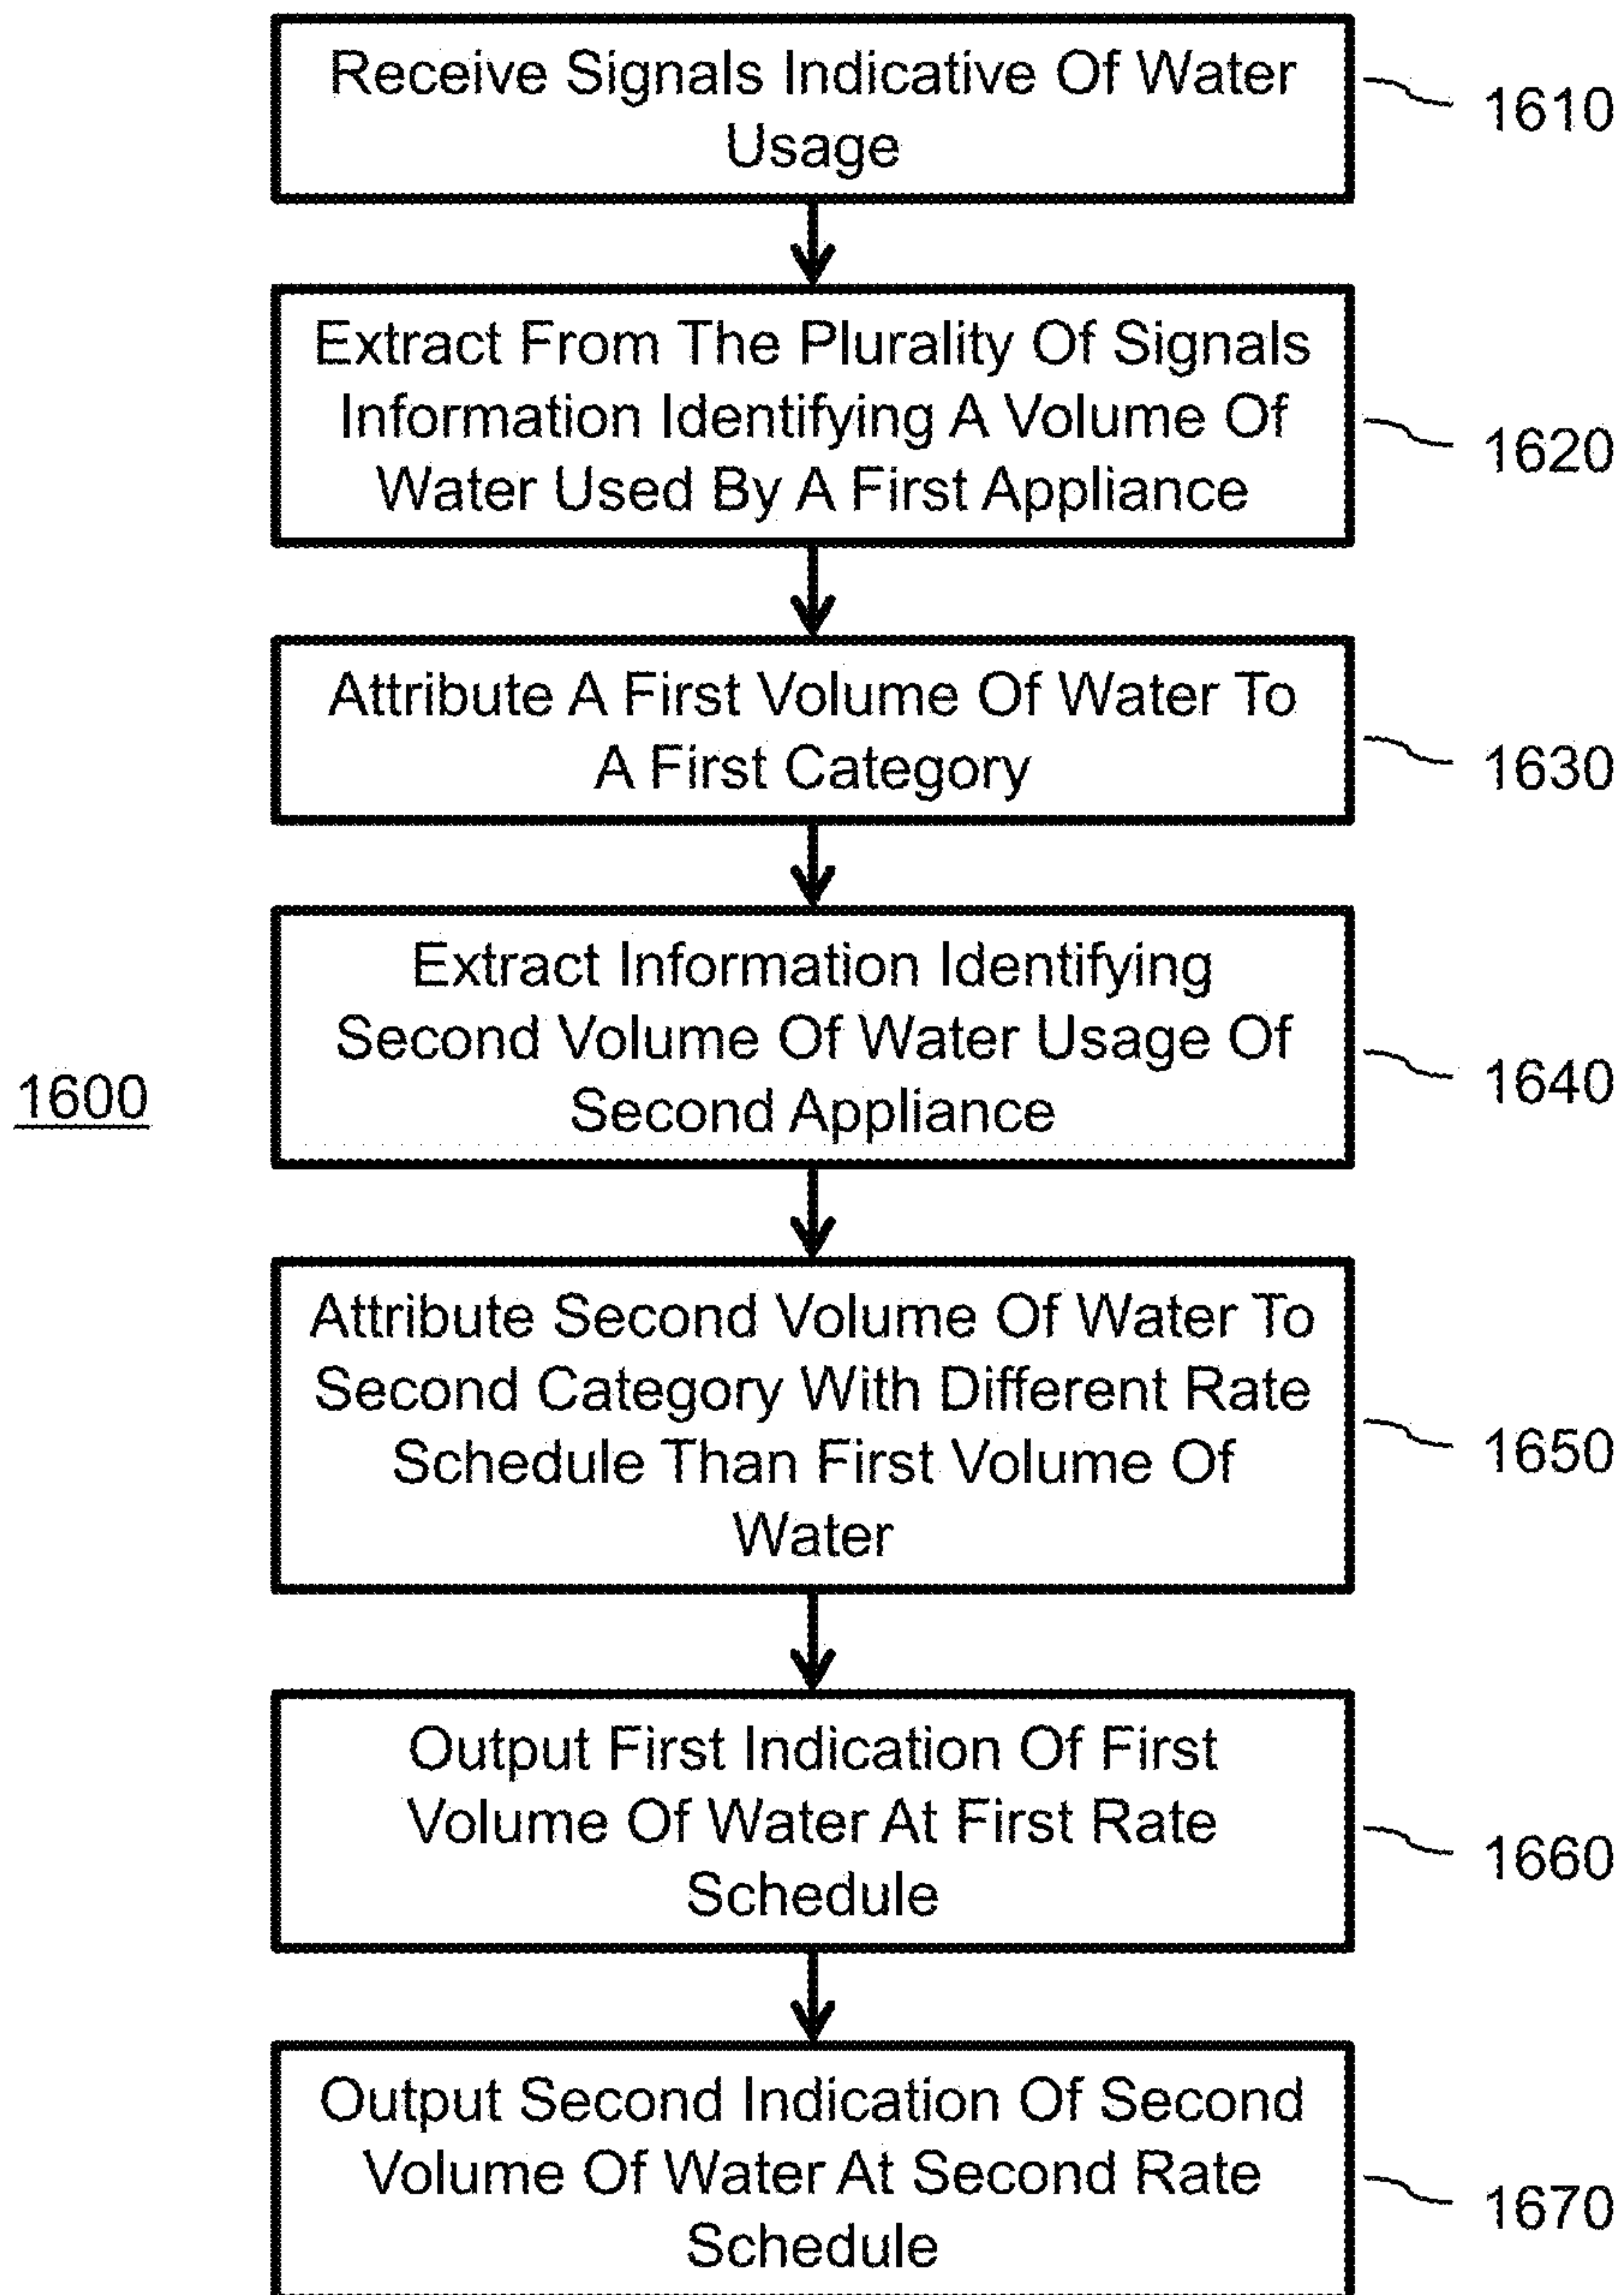 Receive Signals Indicative Of Water
Usage
1610
Extract From The Plurality Of Signals
Information Identifying A Volume Of
Water Used By A First Appliance
1620
Attribute A First Volume Of Water To
A First Category
1630
Extract Information Identifying
Second Volume Of Water Usage Of
Second Appliance
1640
1600
Attribute Second Volume Of Water To
Second Category With Different Rate
Schedule Than First Volume Of
Water
1650
Output First Indication Of First
Volume Of Water At First Rate
Schedule
1660
Output Second Indication Of Second
Volume Of Water At Second Rate
Schedule
1670